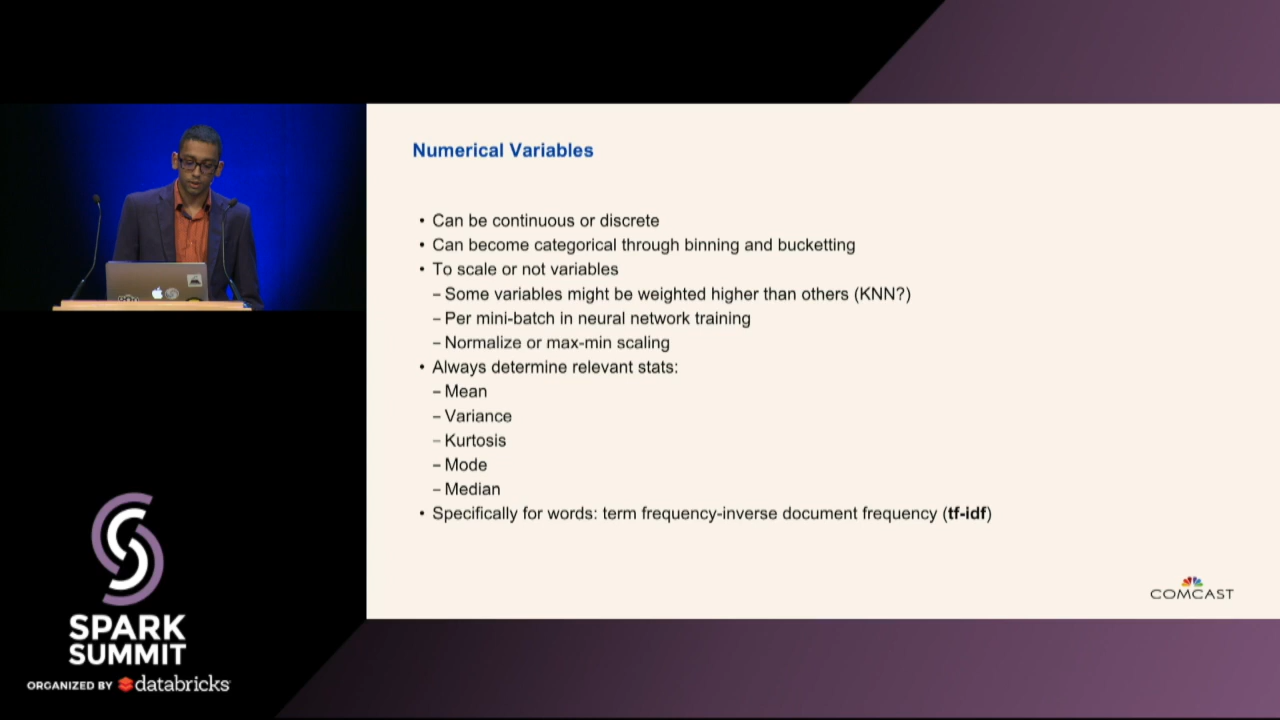 Numerical Variables
• Can be continuous or discrete
• Can become categorical through binning and bucketting
• To scale or not variables
– Some variables might be weighted higher than others (KNN?)
– Per mini-batch in neural network training
– Normalize or max-min scaling
• Always determine relevant stats:
– Mean
– Variance
– Kurtosis
– Mode
– Median
• Specifically for words: term frequency-inverse document frequency (tf-idf)
COMCAST
SPARK
SUMMIT
ORGANIZED BY databricks